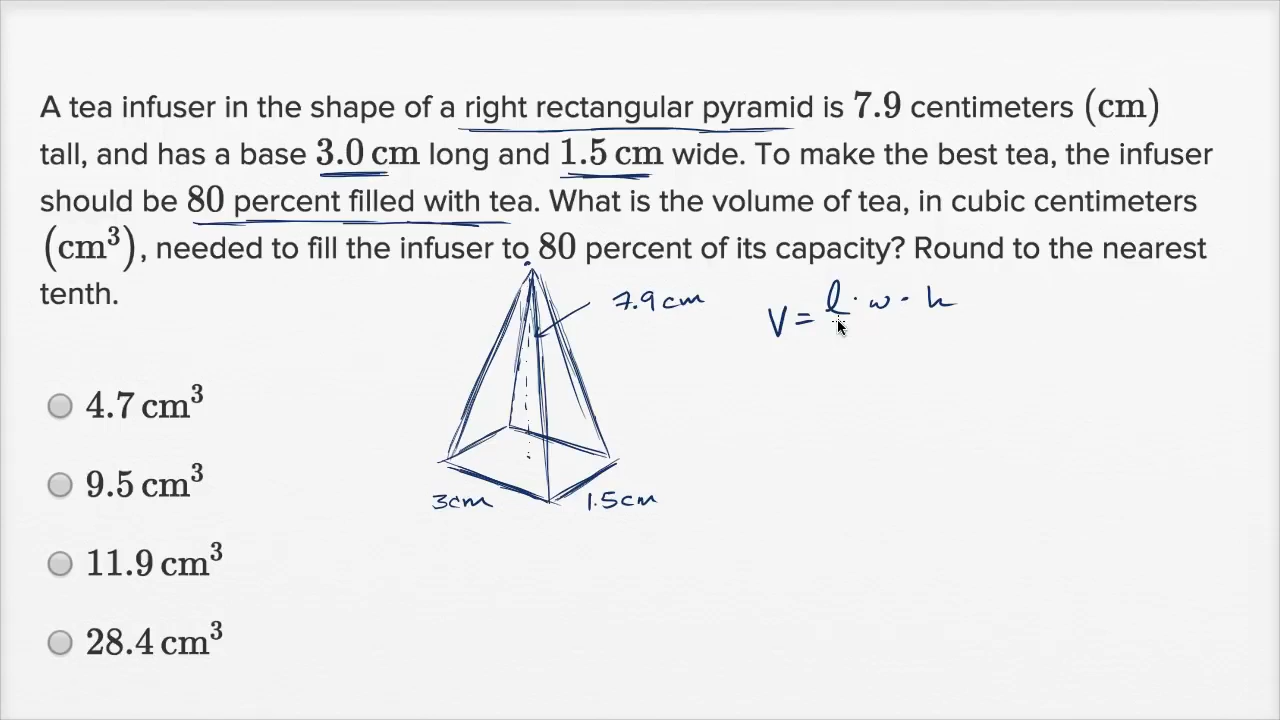 A tea infuser in the shape of a right rectangular pyramid is 7.9 centimeters (cm)
tall, and has a base 3.0 cm long and 1.5 cm wide. To make the best tea, the infuser
should be 80 percent filled with tea. What is the volume of tea, in cubic centimeters
(cm³), needed to fill the infuser to 80 percent of its capacity? Round to the nearest
tenth.
7.9 cm
V = l · w · h
4.7 cm³
9.5 cm³
3cm
1.5cm
11.9 cm³
28.4 cm³